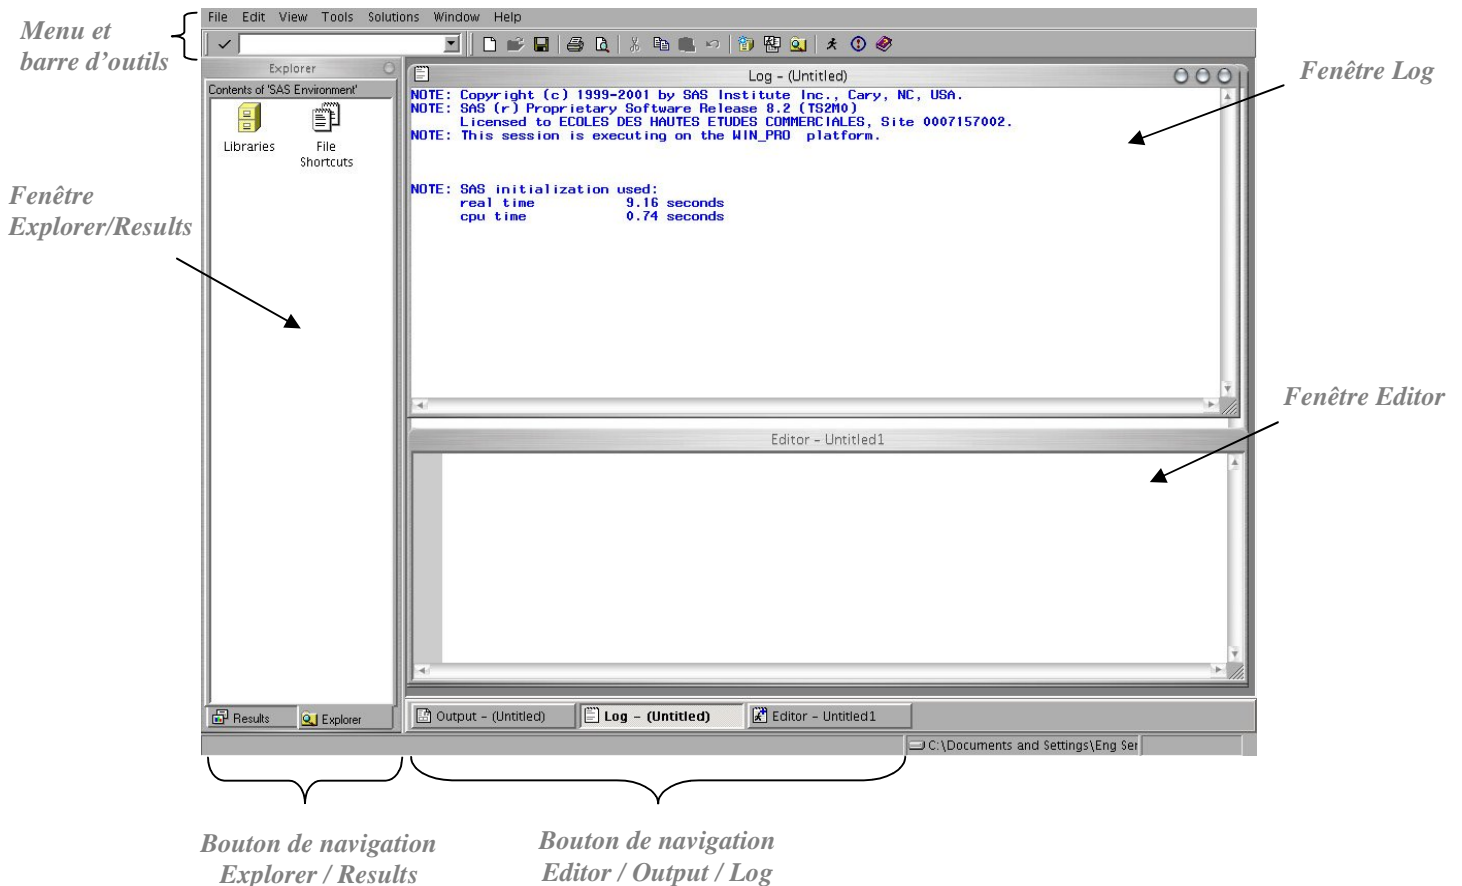 Menu et
barre d'outils
File Edit View Tools Solutions Window Help
Explorer
Contents of 'SAS Environment'
Libraries
File
Shortcuts
Log - (Untitled)
NOTE: Copyright (c) 1999-2001 by SAS Institute Inc., Cary, NC, USA.
NOTE: SAS (r) Proprietary Software Release 8.2 (TS2M0)
Licensed to ECOLES DES HAUTES ETUDES COMMERCIALES, Site 0007157002.
NOTE: This session is executing on the WIN_PRO platform.
NOTE: SAS initialization used:
real time 9.16 seconds
cpu time 0.74 seconds
Fenêtre Log
Fenêtre
Explorer/Results
Fenêtre Editor
Editor - Untitled1
Results
Explorer
Output - (Untitled)
Log - (Untitled)
Editor - Untitled1
C:\Documents and Settings\Eng Ser
Bouton de navigation
Explorer / Results
Bouton de navigation
Editor / Output / Log